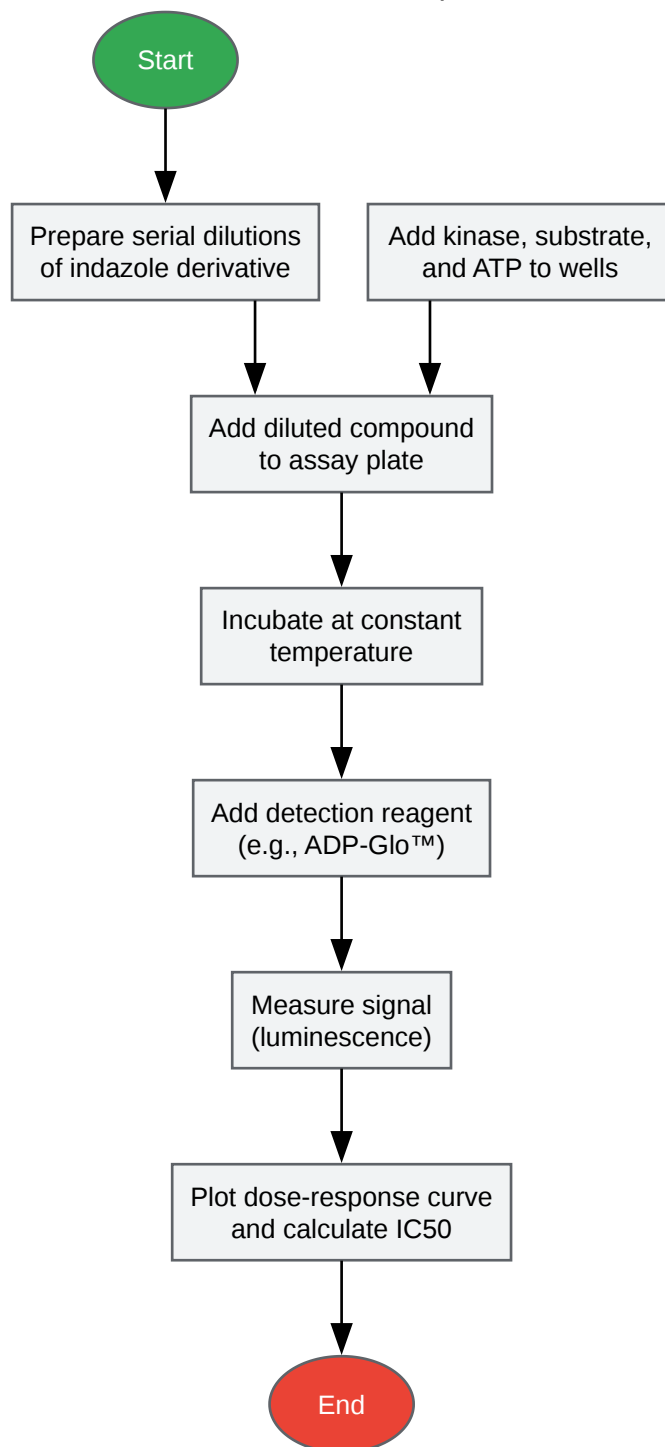 Start
Prepare serial dilutions
of indazole derivative
Add kinase, substrate,
and ATP to wells
Add diluted compound
to assay plate
Incubate at constant
temperature
Add detection reagent
(e.g., ADP-Glo™)
Measure signal
(luminescence)
Plot dose-response curve
and calculate IC50
End